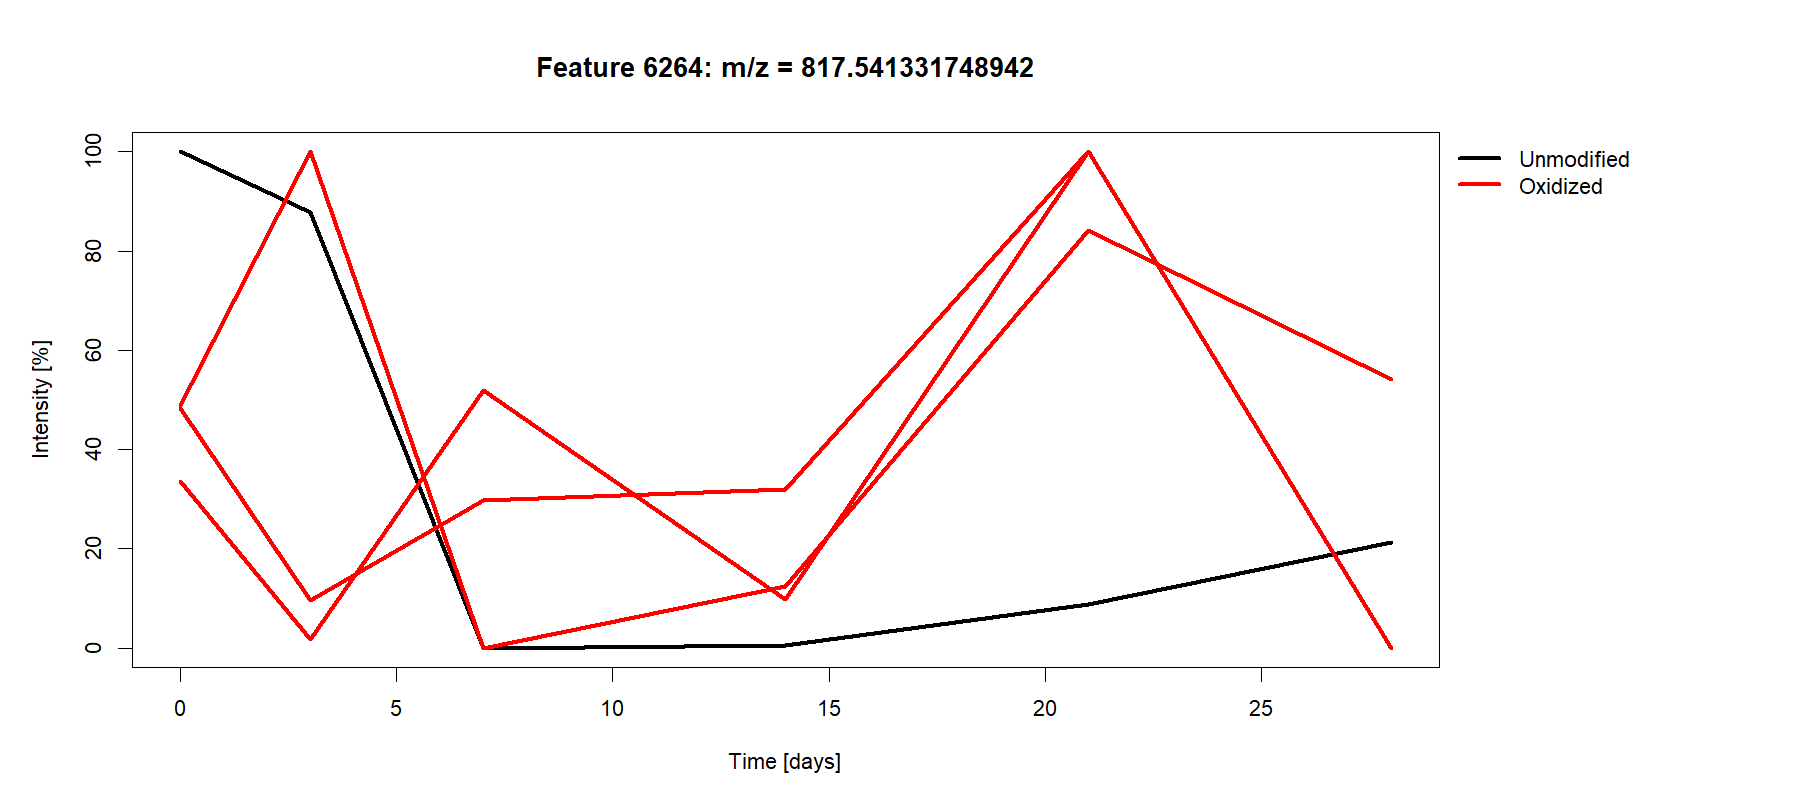 Feature 6264: m/z = 817.541331748942
Unmodified
Oxidized
Intensity [%]
100
80
60
40
20
0
0 5 10 15 20 25
Time [days]